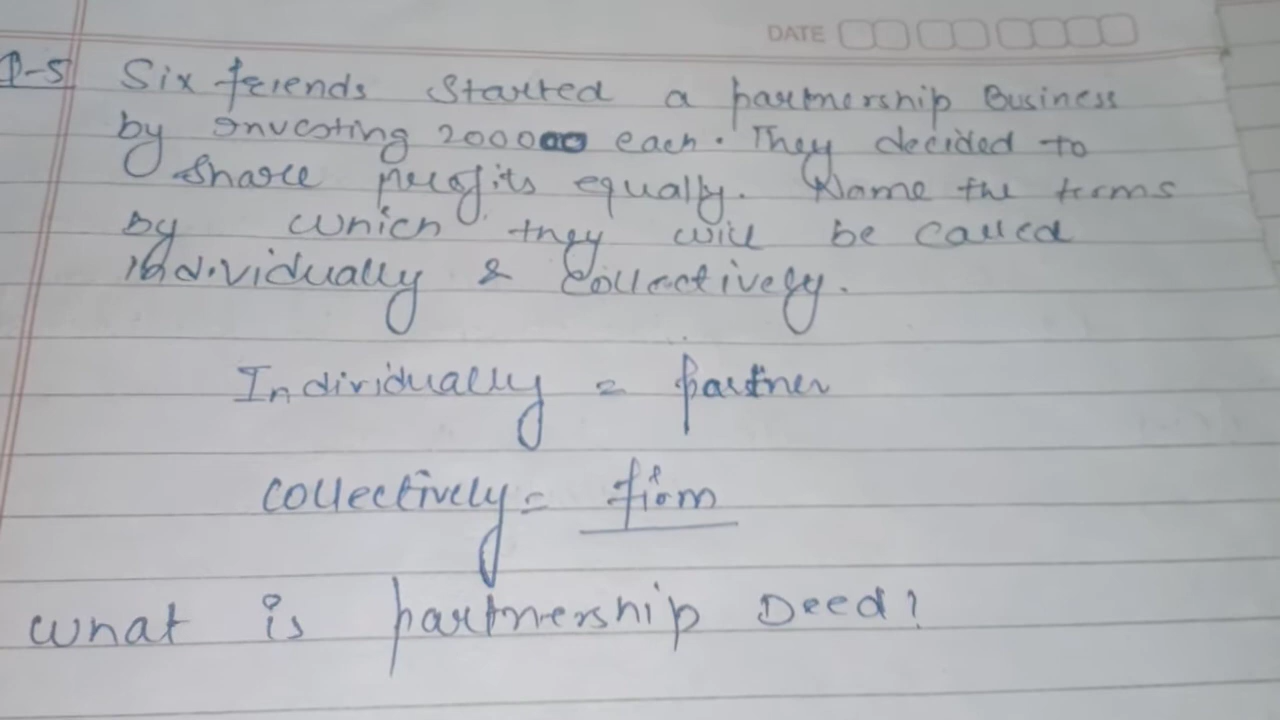 DATE
Q-5 Six friends Started a partnership Business
by Investing 200000 each. They decided to
share profits equally. Name the terms
by which they will be called
individually & Collectively.
Individually = partner
collectively = firm
What is partnership Deed?